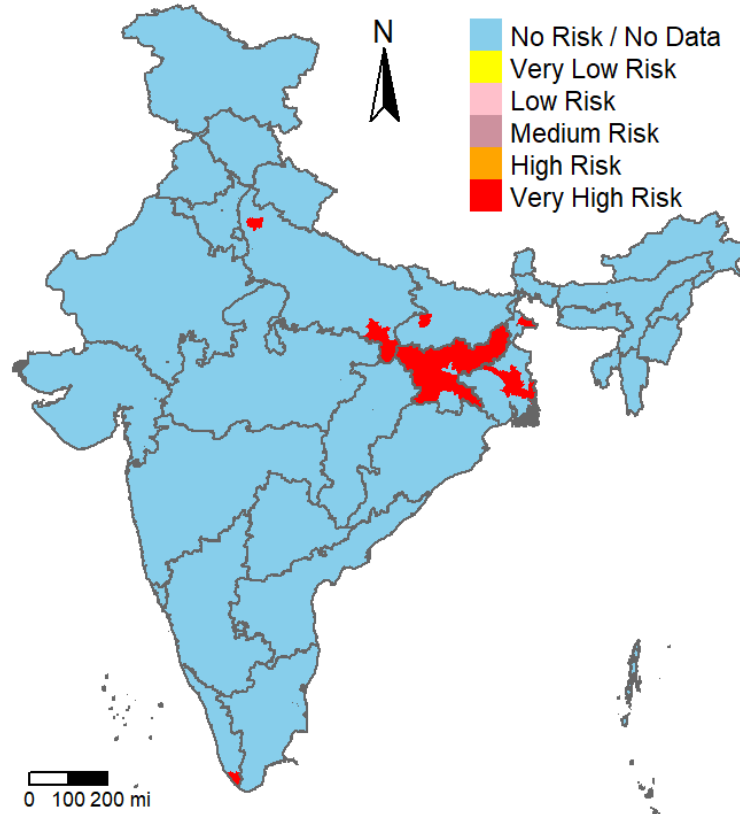 N
No Risk / No Data
Very Low Risk
Low Risk
Medium Risk
High Risk
Very High Risk
0 100 200 mi